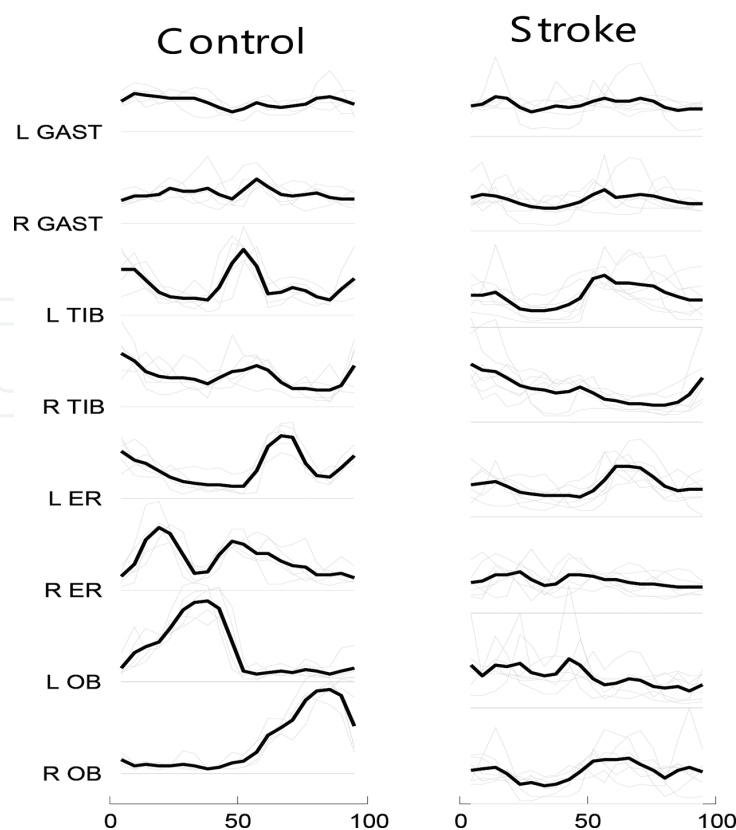 Control
Stroke
L GAST
R GAST
L TIB
R TIB
L ER
R ER
L OB
R OB
0 50 100
0 50 100